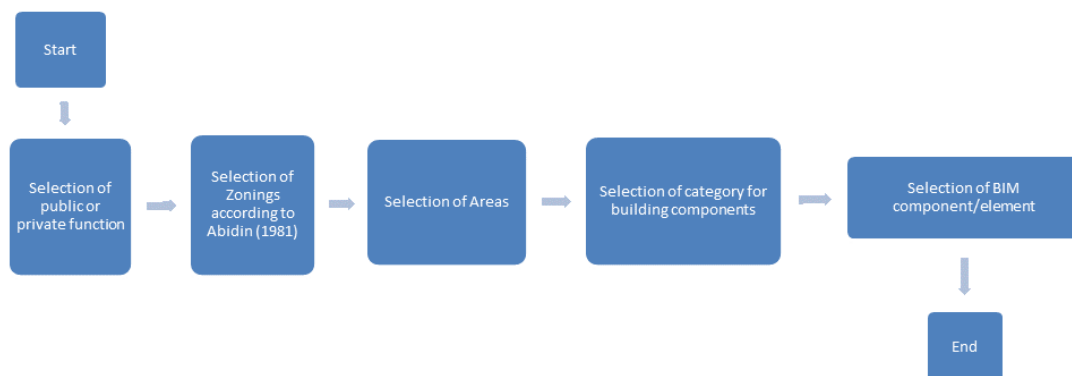 Start
Selection of
public or
private function
Selection of
Zonings
according to
Abidin (1981)
Selection of Areas
Selection of category for
building components
Selection of BIM
component/element
End